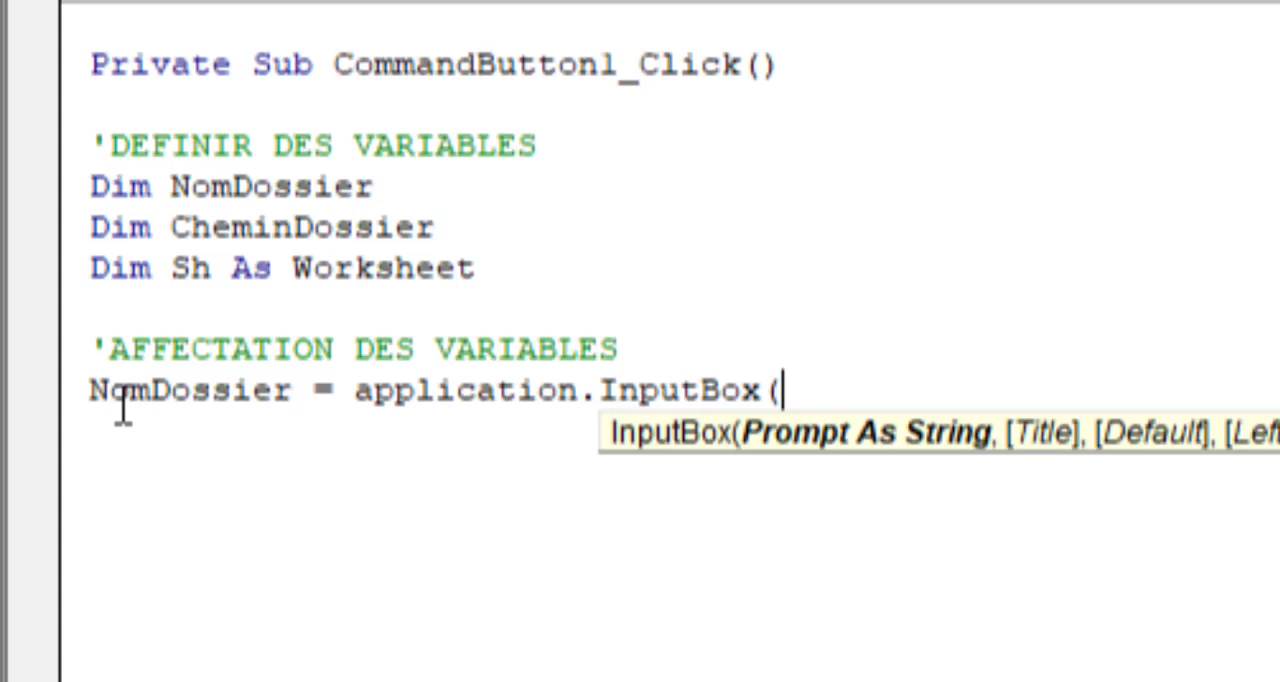 Private Sub CommandButton1_Click()
'DEFINIR DES VARIABLES
Dim NomDossier
Dim CheminDossier
Dim Sh As Worksheet
'AFFECTATION DES VARIABLES
NomDossier = application.InputBox(
InputBox(Prompt As String, [Title], [Default], [Left